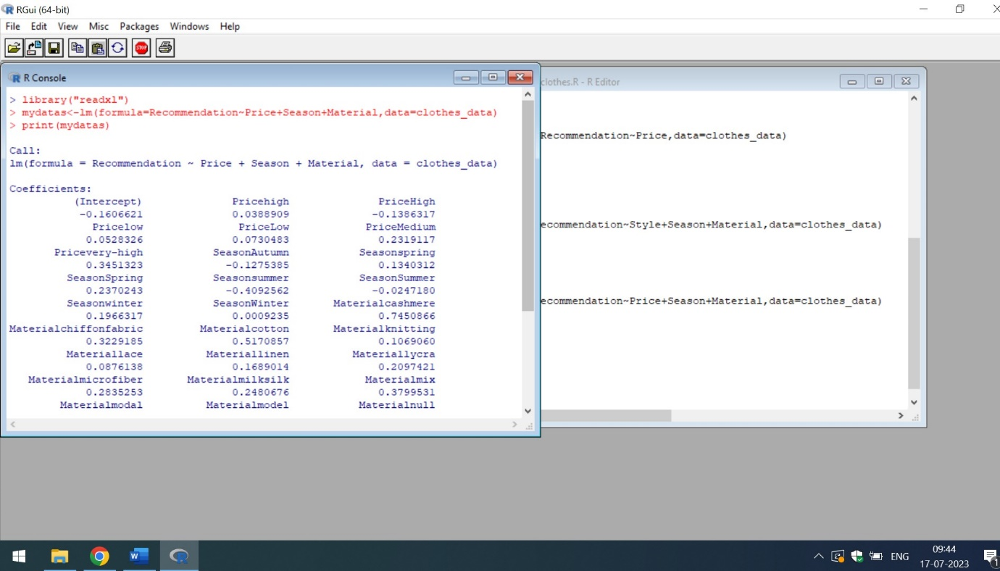 RGui (64-bit)
File Edit View Misc Packages Windows Help
STOP
R Console
> library("readxl")
> mydatas<-lm(formula=Recommendation~Price+Season+Material,data=clothes_data)
> print(mydatas)
Call:
lm(formula = Recommendation ~ Price + Season + Material, data = clothes_data)
Coefficients:
(Intercept) Pricehigh PriceHigh
-0.1606621 0.0388909 -0.1386317
Pricelow PriceLow PriceMedium
0.0528326 0.0730483 0.2319117
Pricevery-high SeasonAutumn Seasonspring
0.3451323 -0.1275385 0.1340312
SeasonSpring Seasonsummer SeasonSummer
0.2370243 -0.4092562 -0.0247180
Seasonwinter SeasonWinter Materialcashmere
0.1966317 0.0009235 0.7450866
Materialchiffonfabric Materialcotton Materialknitting
0.3229185 0.5170857 0.1069060
Materiallace Materiallinen Materiallycra
0.0876138 0.1689014 0.2097421
Materialmicrofiber Materialmilksilk Materialmix
0.2835253 0.2480676 0.3799531
Materialmodal Materialmodel Materialnull
clothes.R - R Editor
Recommendation~Price,data=clothes_data)
ecommendation~Style+Season+Material,data=clothes_data)
ecommendation~Price+Season+Material,data=clothes_data)
ENG
09:44
17-07-2023
1